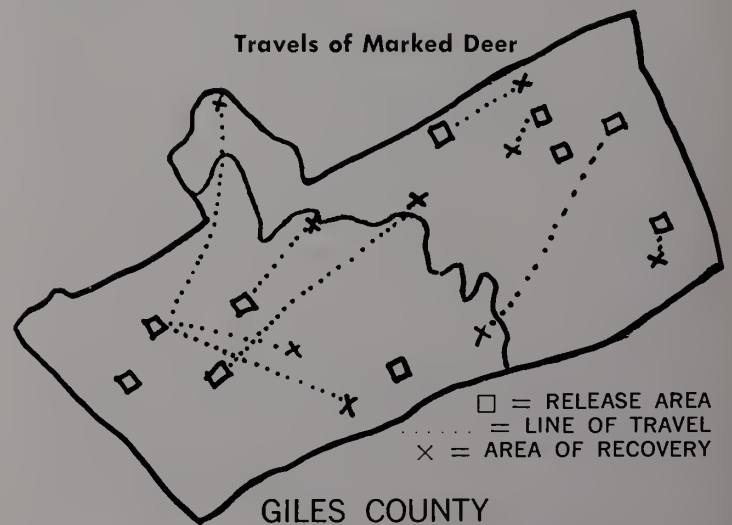 Travels of Marked Deer
□ = RELEASE AREA
...... = LINE OF TRAVEL
× = AREA OF RECOVERY
GILES COUNTY